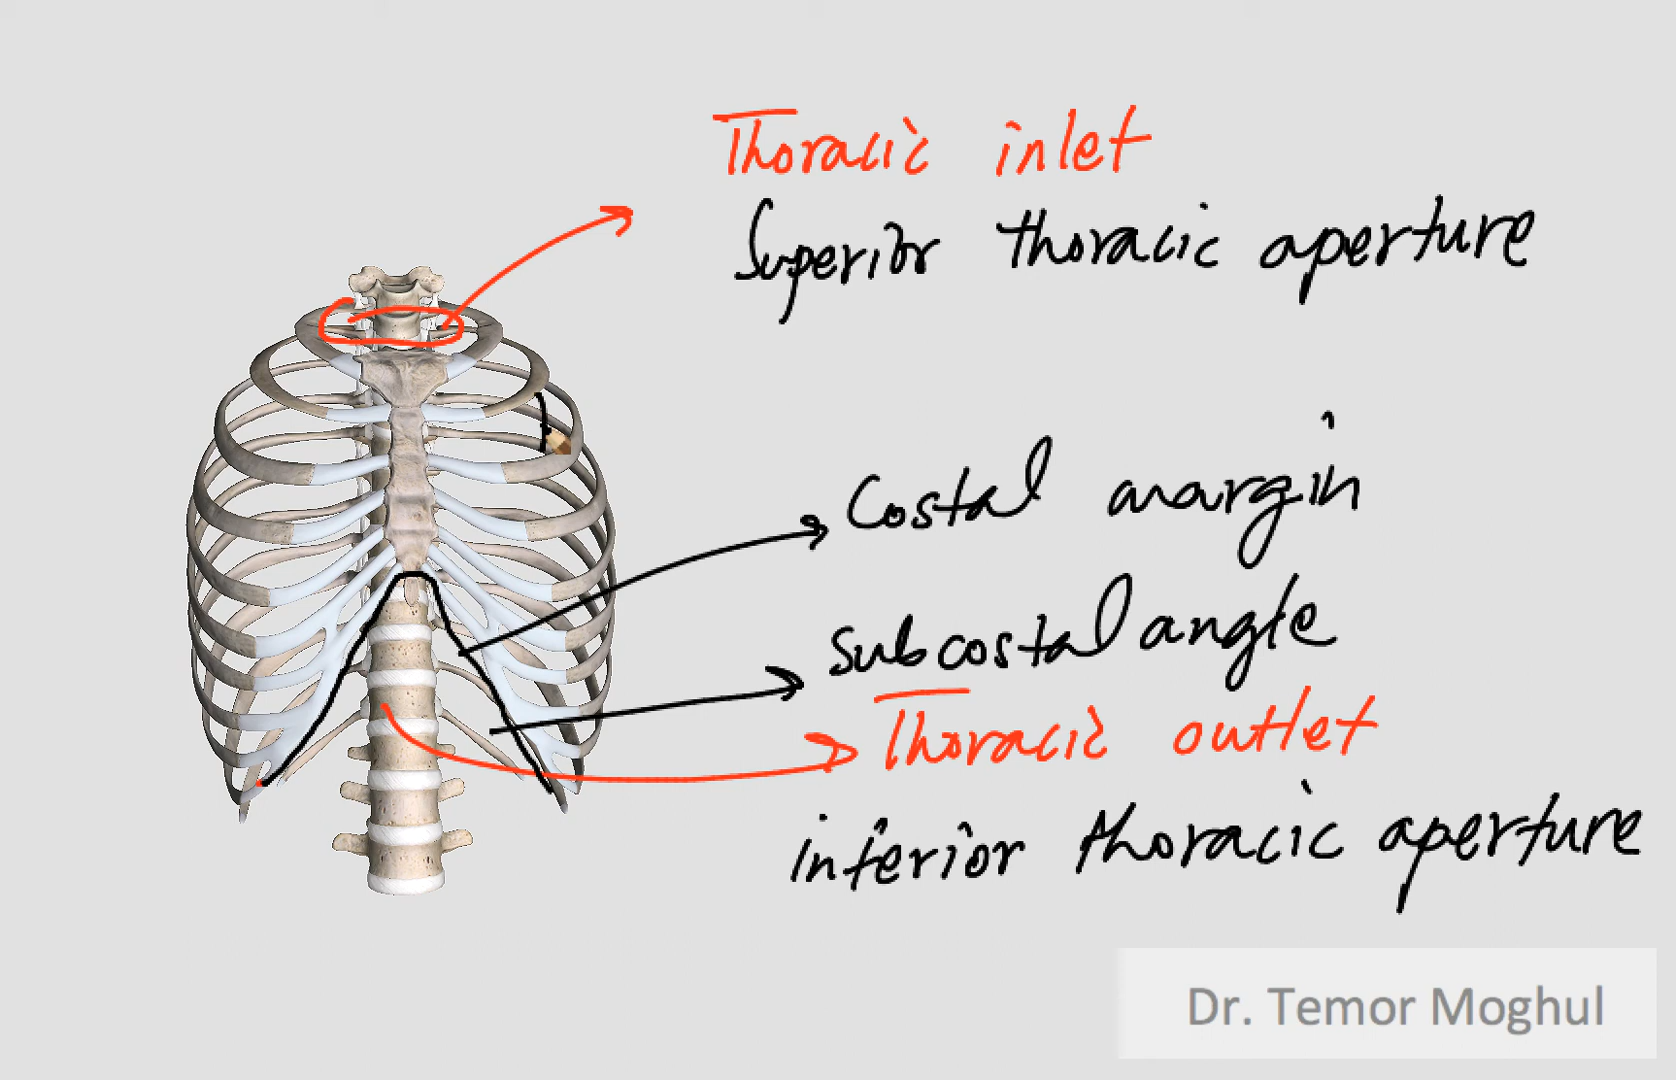 Thoracic inlet
Superior thoracic aperture
Costal margin
Subcostal angle
Thoracic outlet
inferior thoracic aperture
Dr. Temor Moghul